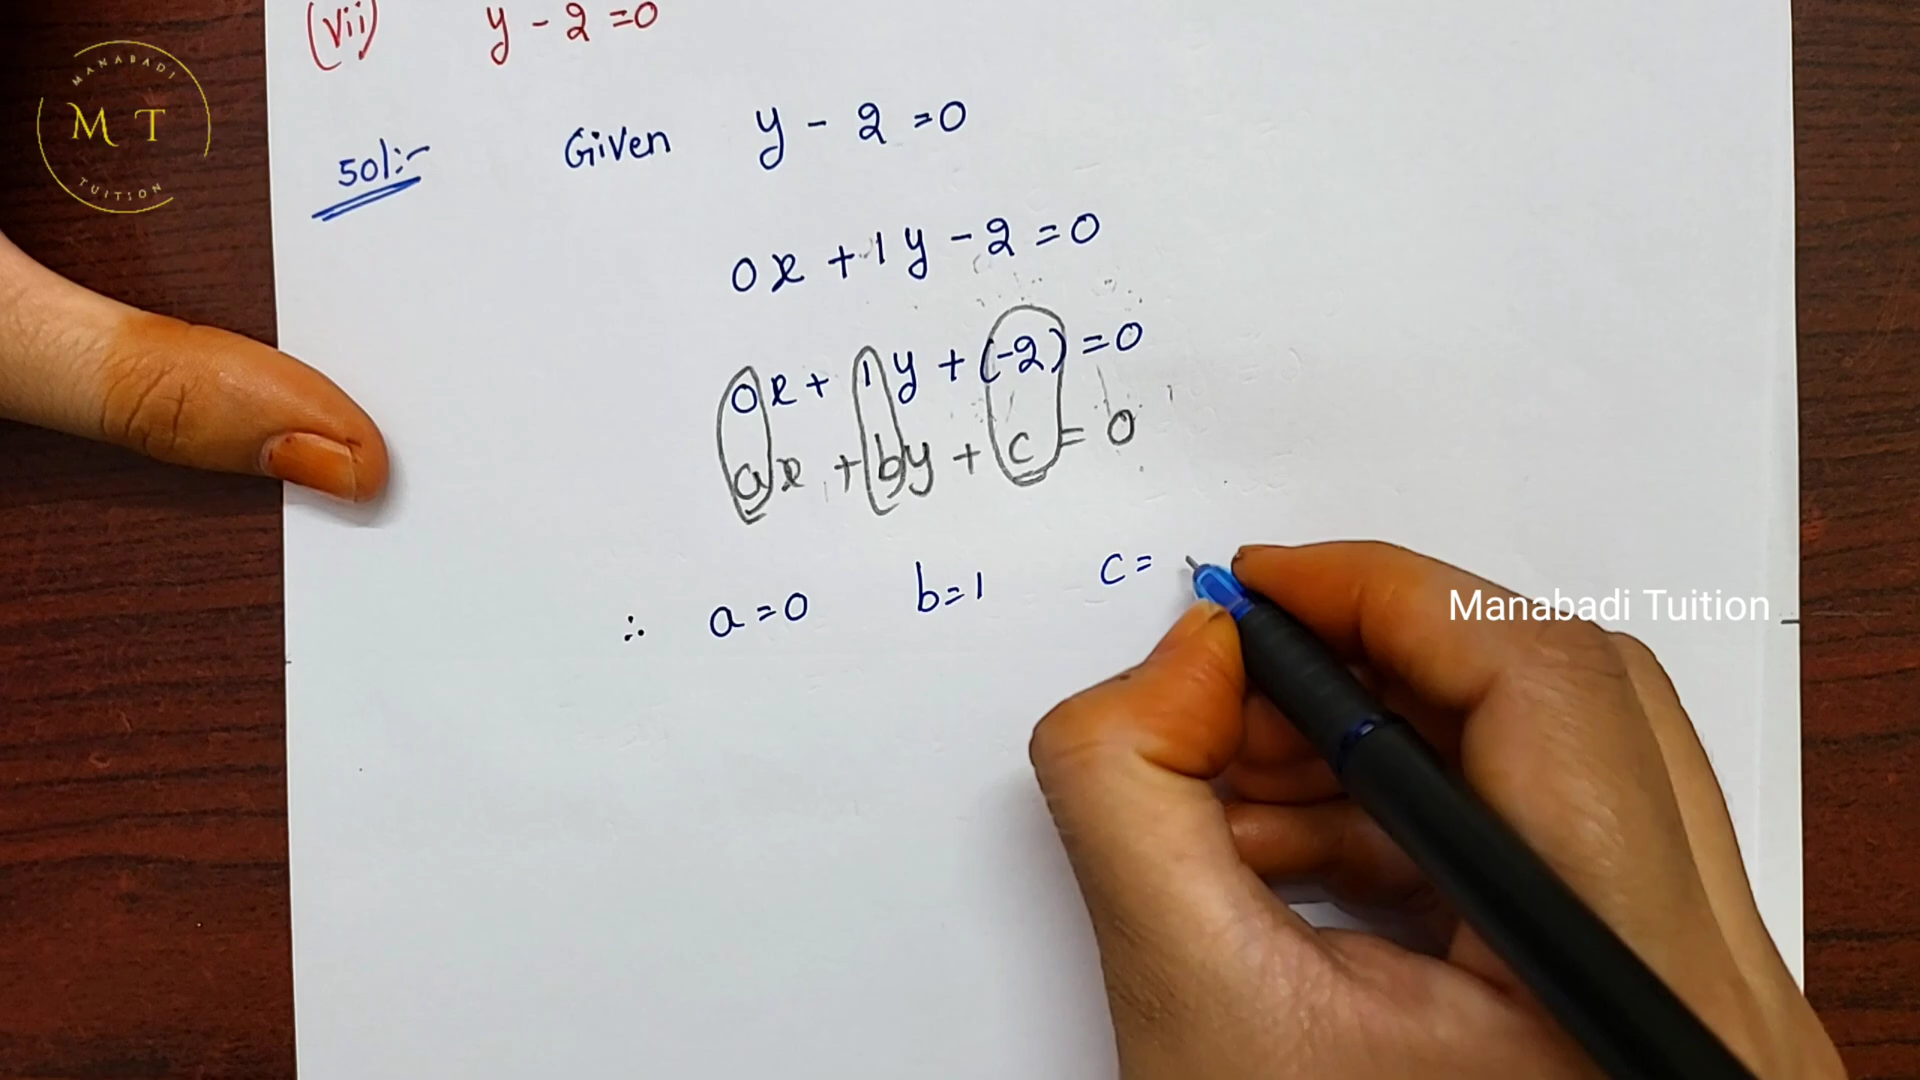 (vii) y - 2 = 0
MANABADI
M T
TUITION
Sol:- Given y - 2 = 0
0x + 1y - 2 = 0
0x + 1y + (-2) = 0
ax + by + c = 0
∴ a = 0 b = 1 c =
Manabadi Tuition